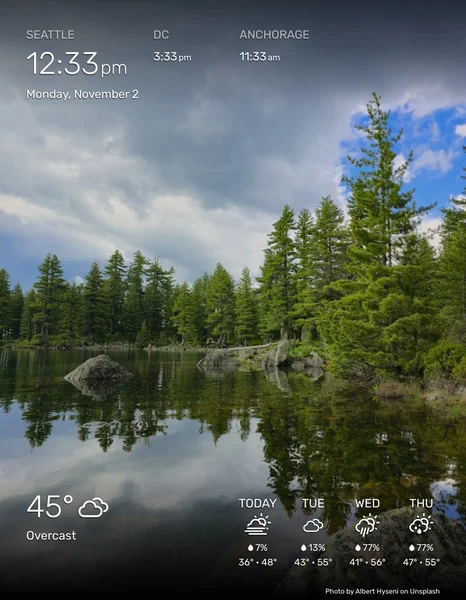 SEATTLE
12:33pm
Monday, November 2
DC
3:33pm
ANCHORAGE
11:33am
45°
Overcast
TODAY
7%
36° • 48°
TUE
13%
43° • 55°
WED
77%
41° • 56°
THU
77%
47° • 55°
Photo by Albert Hyseni on Unsplash